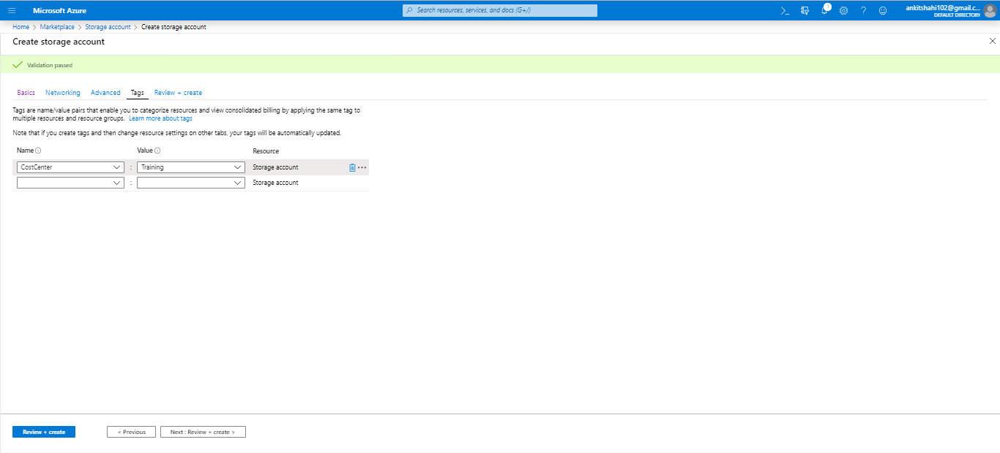 Microsoft Azure
Search resources, services, and docs (G+/)
1
ankitshahi102@gmail.c...
DEFAULT DIRECTORY
Home > Marketplace > Storage account > Create storage account
Create storage account
Validation passed
Basics Networking Advanced Tags Review + create
Tags are name/value pairs that enable you to categorize resources and view consolidated billing by applying the same tag to
multiple resources and resource groups. Learn more about tags
Note that if you create tags and then change resource settings on other tabs, your tags will be automatically updated.
Name Value Resource
CostCenter : Training Storage account
: Storage account
Review + create < Previous Next : Review + create >